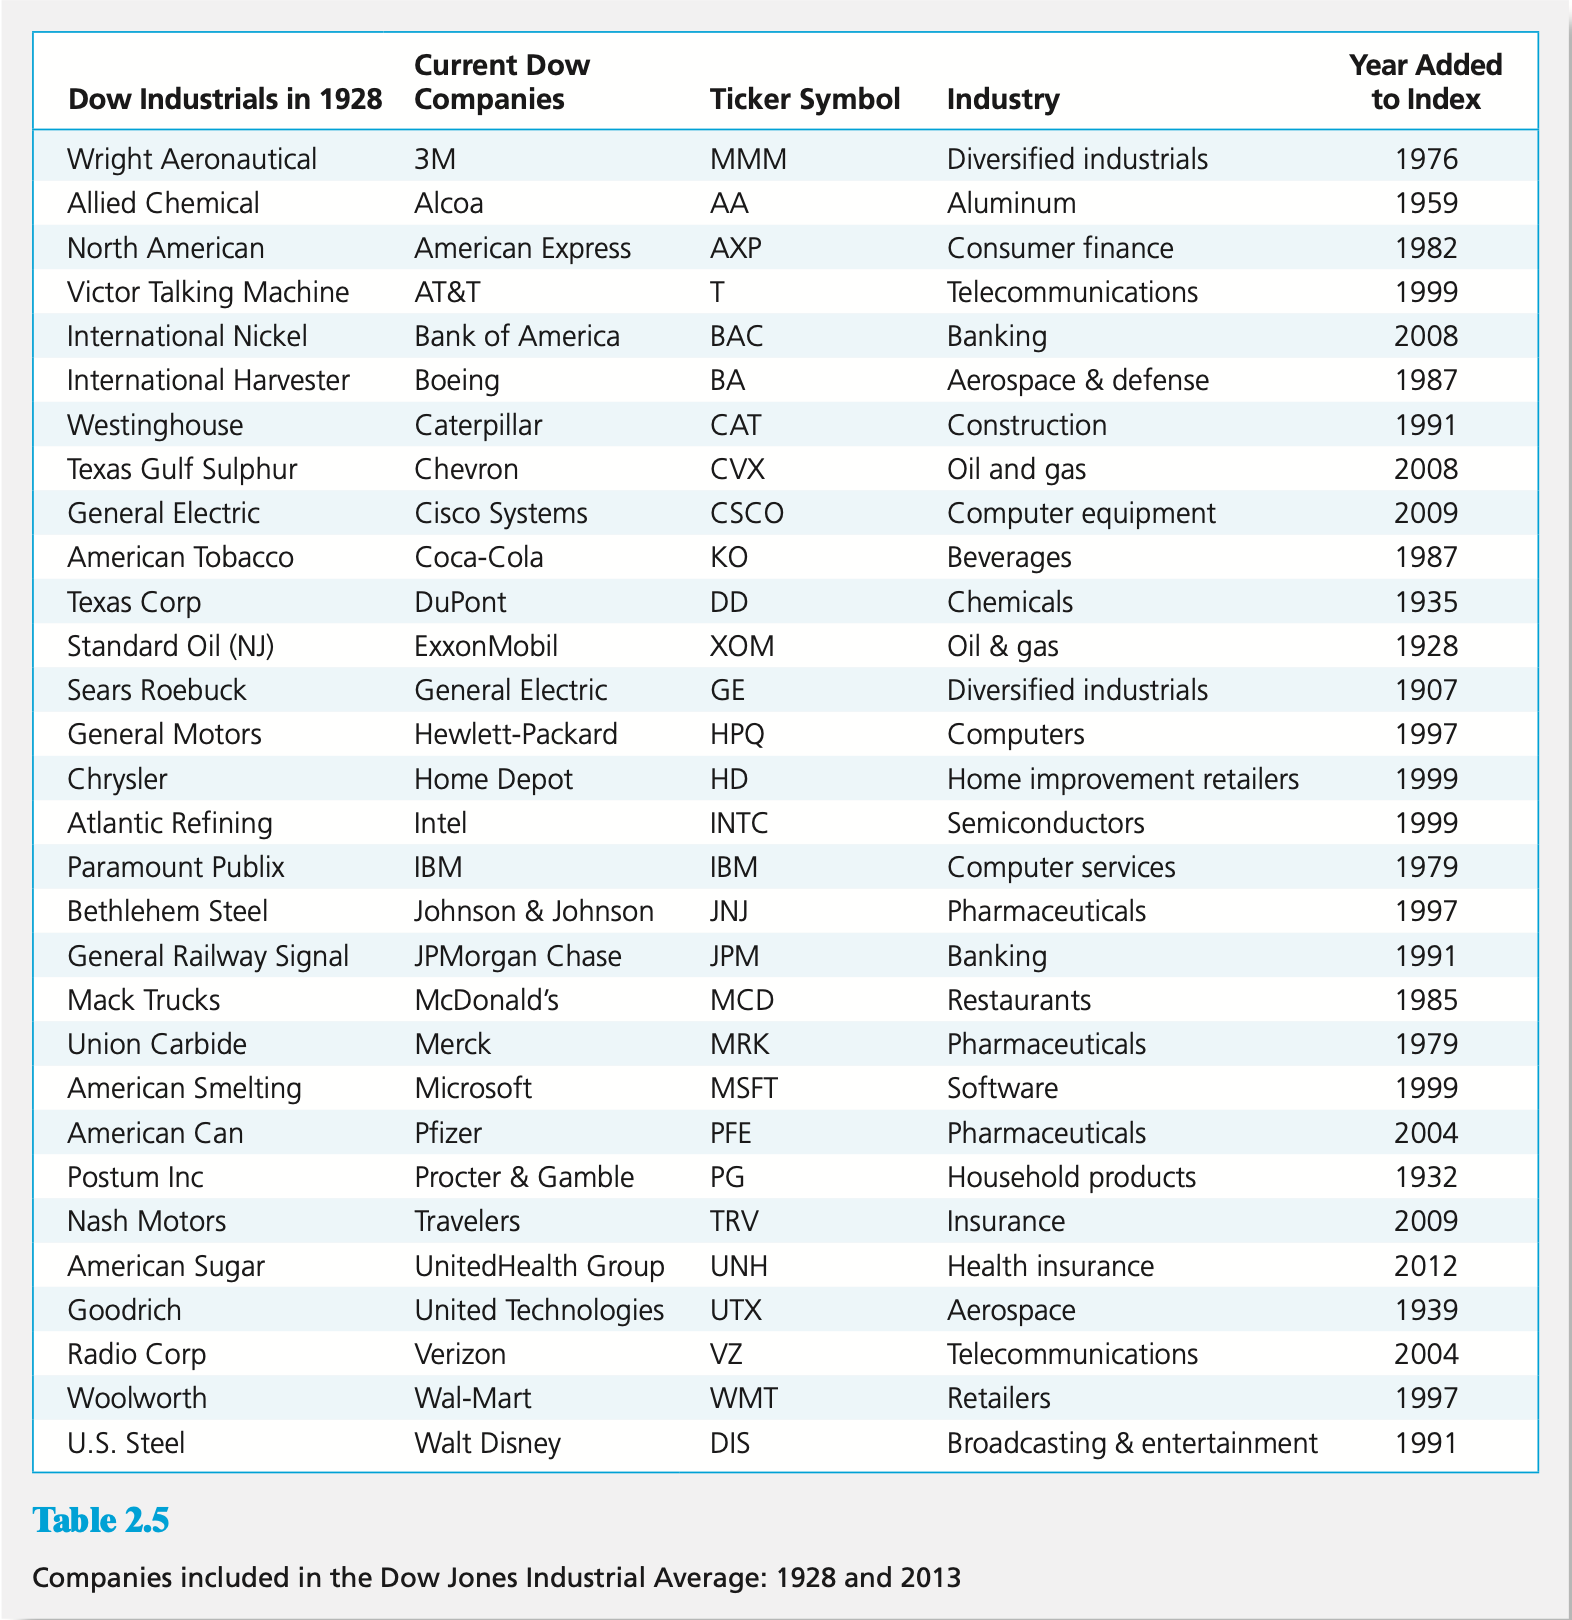 Dow Industrials in 1928 Current Dow Companies Ticker Symbol Industry Year Added to Index
Wright Aeronautical 3M MMM Diversified industrials 1976
Allied Chemical Alcoa AA Aluminum 1959
North American American Express AXP Consumer finance 1982
Victor Talking Machine AT&T T Telecommunications 1999
International Nickel Bank of America BAC Banking 2008
International Harvester Boeing BA Aerospace & defense 1987
Westinghouse Caterpillar CAT Construction 1991
Texas Gulf Sulphur Chevron CVX Oil and gas 2008
General Electric Cisco Systems CSCO Computer equipment 2009
American Tobacco Coca-Cola KO Beverages 1987
Texas Corp DuPont DD Chemicals 1935
Standard Oil (NJ) ExxonMobil XOM Oil & gas 1928
Sears Roebuck General Electric GE Diversified industrials 1907
General Motors Hewlett-Packard HPQ Computers 1997
Chrysler Home Depot HD Home improvement retailers 1999
Atlantic Refining Intel INTC Semiconductors 1999
Paramount Publix IBM IBM Computer services 1979
Bethlehem Steel Johnson & Johnson JNJ Pharmaceuticals 1997
General Railway Signal JPMorgan Chase JPM Banking 1991
Mack Trucks McDonald’s MCD Restaurants 1985
Union Carbide Merck MRK Pharmaceuticals 1979
American Smelting Microsoft MSFT Software 1999
American Can Pfizer PFE Pharmaceuticals 2004
Postum Inc Procter & Gamble PG Household products 1932
Nash Motors Travelers TRV Insurance 2009
American Sugar UnitedHealth Group UNH Health insurance 2012
Goodrich United Technologies UTX Aerospace 1939
Radio Corp Verizon VZ Telecommunications 2004
Woolworth Wal-Mart WMT Retailers 1997
U.S. Steel Walt Disney DIS Broadcasting & entertainment 1991
Table 2.5
Companies included in the Dow Jones Industrial Average: 1928 and 2013